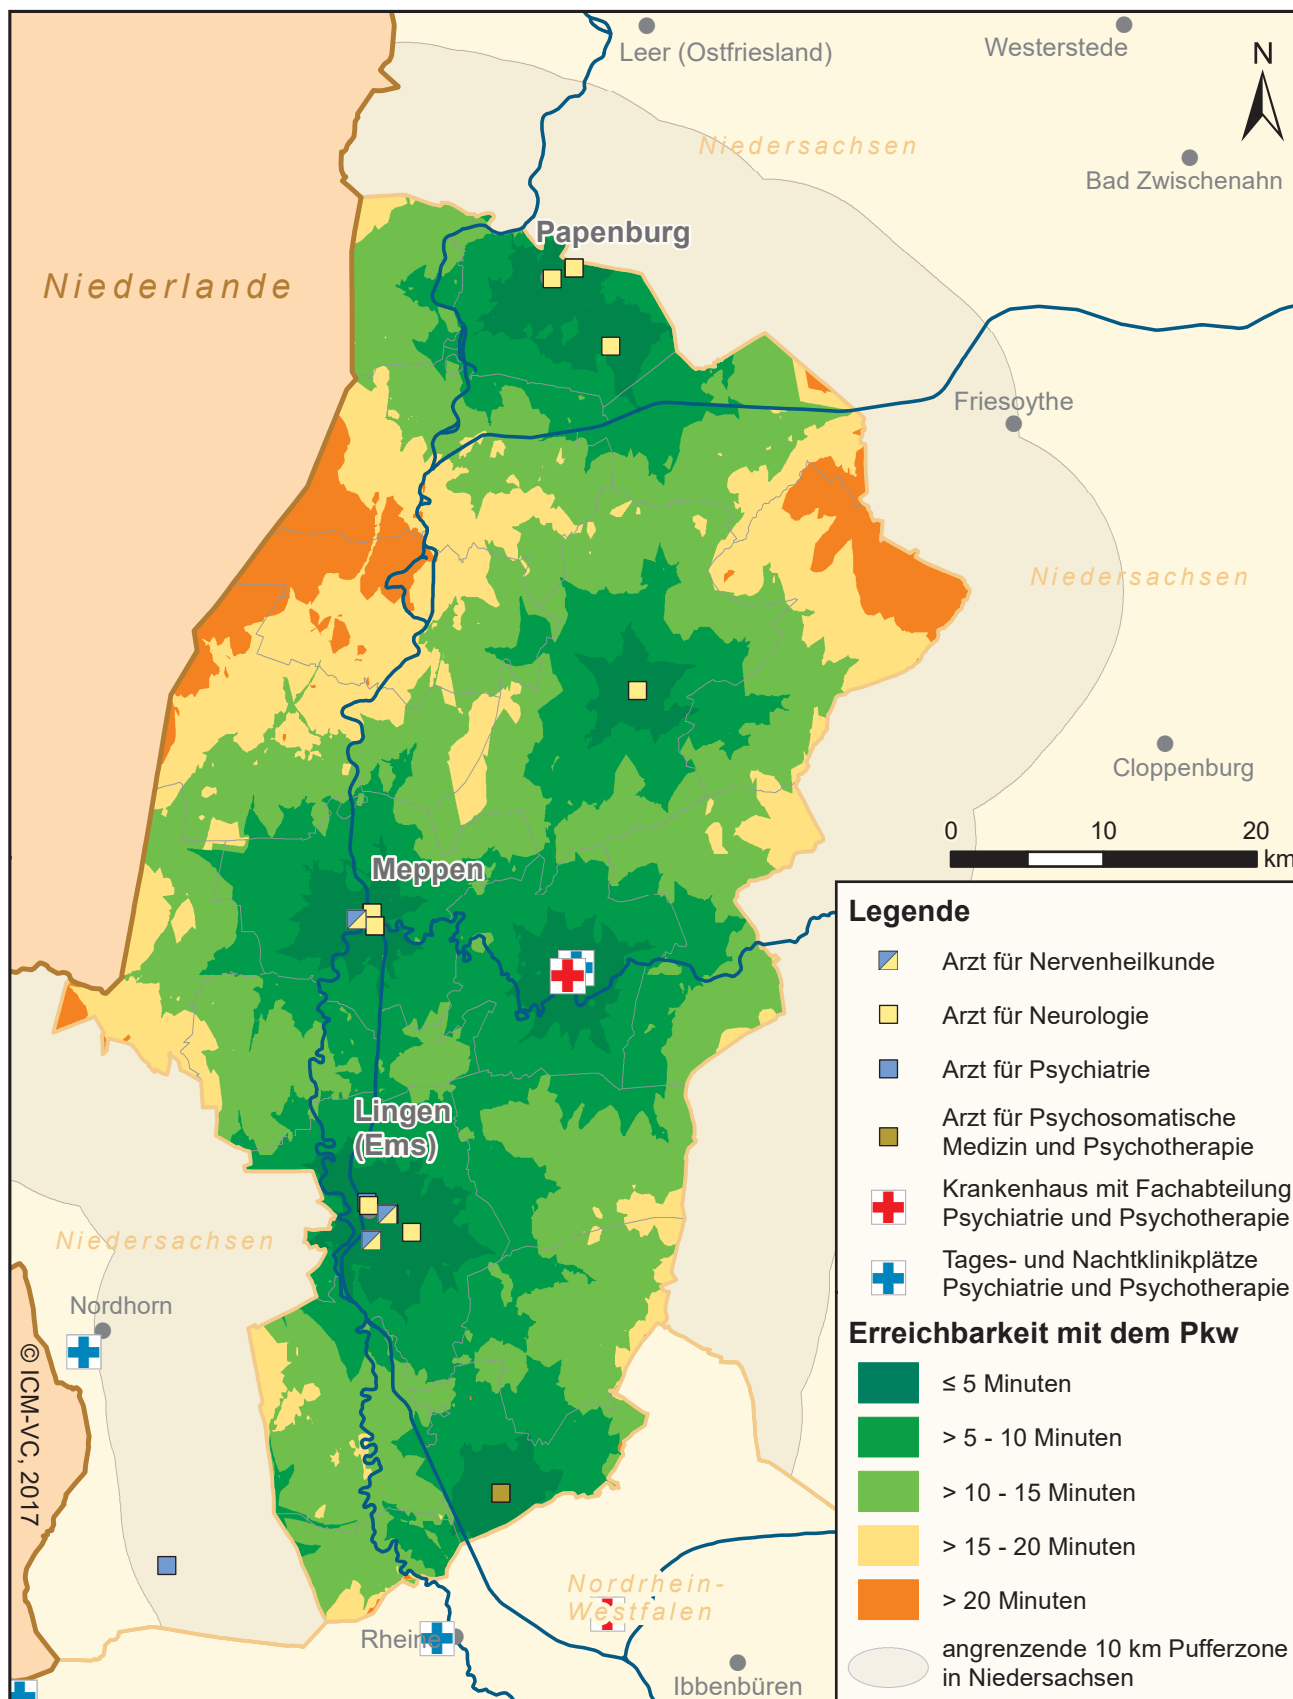 Leer (Ostfriesland)
Westerstede
N
Niedersachsen
Bad Zwischenahn
Papenburg
Niederlande
Friesoythe
Niedersachsen
Cloppenburg
0 10 20
km
Meppen
Lingen
(Ems)
Niedersachsen
Nordhorn
© ICM-VC, 2017
Nordrhein-
Westfalen
Rheine
Ibbenbüren
Legende
Arzt für Nervenheilkunde
Arzt für Neurologie
Arzt für Psychiatrie
Arzt für Psychosomatische
Medizin und Psychotherapie
Krankenhaus mit Fachabteilung
Psychiatrie und Psychotherapie
Tages- und Nachtklinikplätze
Psychiatrie und Psychotherapie
Erreichbarkeit mit dem Pkw
≤ 5 Minuten
> 5 - 10 Minuten
> 10 - 15 Minuten
> 15 - 20 Minuten
> 20 Minuten
angrenzende 10 km Pufferzone
in Niedersachsen